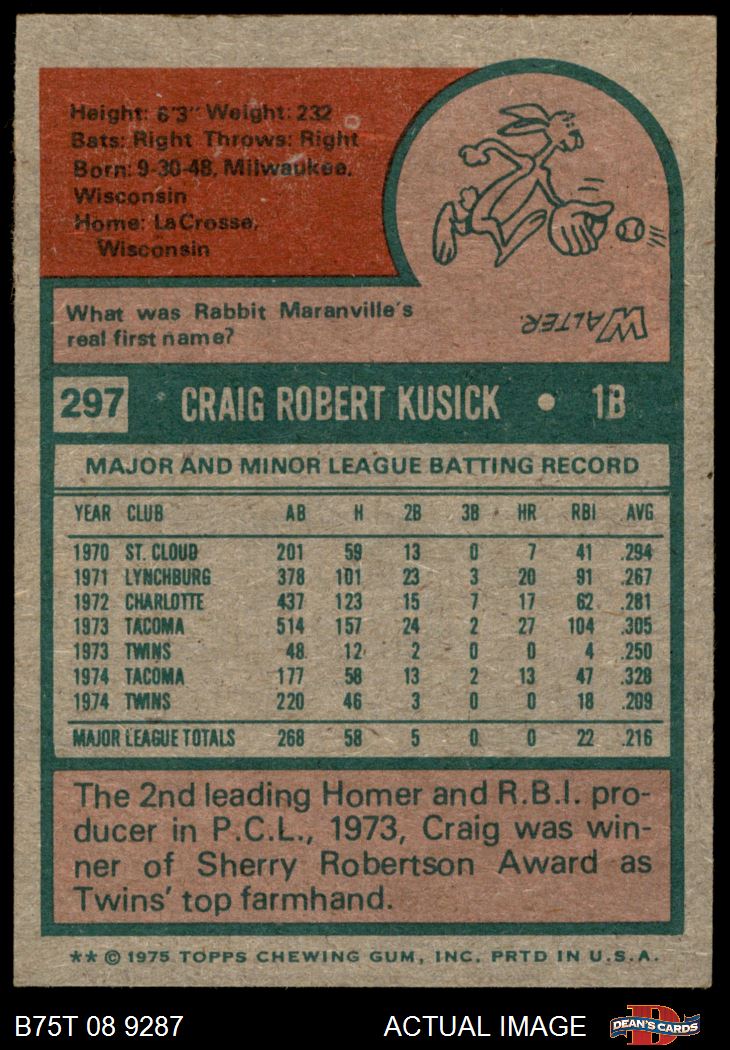 Height: 6'3" Weight: 232
Bats: Right Throws: Right
Born: 9-30-48, Milwaukee,
Wisconsin
Home: LaCrosse,
Wisconsin
What was Rabbit Maranville's
real first name?
WALTER.
297 CRAIG ROBERT KUSICK • 1B
MAJOR AND MINOR LEAGUE BATTING RECORD
YEAR CLUB AB H 2B 3B HR RBI AVG
1970 ST. CLOUD 201 59 13 0 7 41 .294
1971 LYNCHBURG 378 101 23 3 20 91 .267
1972 CHARLOTTE 437 123 15 7 17 62 .281
1973 TACOMA 514 157 24 2 27 104 .305
1973 TWINS 48 12 2 0 0 4 .250
1974 TACOMA 177 58 13 2 13 47 .328
1974 TWINS 220 46 3 0 0 18 .209
MAJOR LEAGUE TOTALS 268 58 5 0 0 22 .216
The 2nd leading Homer and R.B.I. pro-
ducer in P.C.L., 1973, Craig was win-
ner of Sherry Robertson Award as
Twins' top farmhand.
** © 1975 TOPPS CHEWING GUM, INC. PRTD IN U.S.A.
B75T 08 9287 ACTUAL IMAGE D DEAN'S CARDS